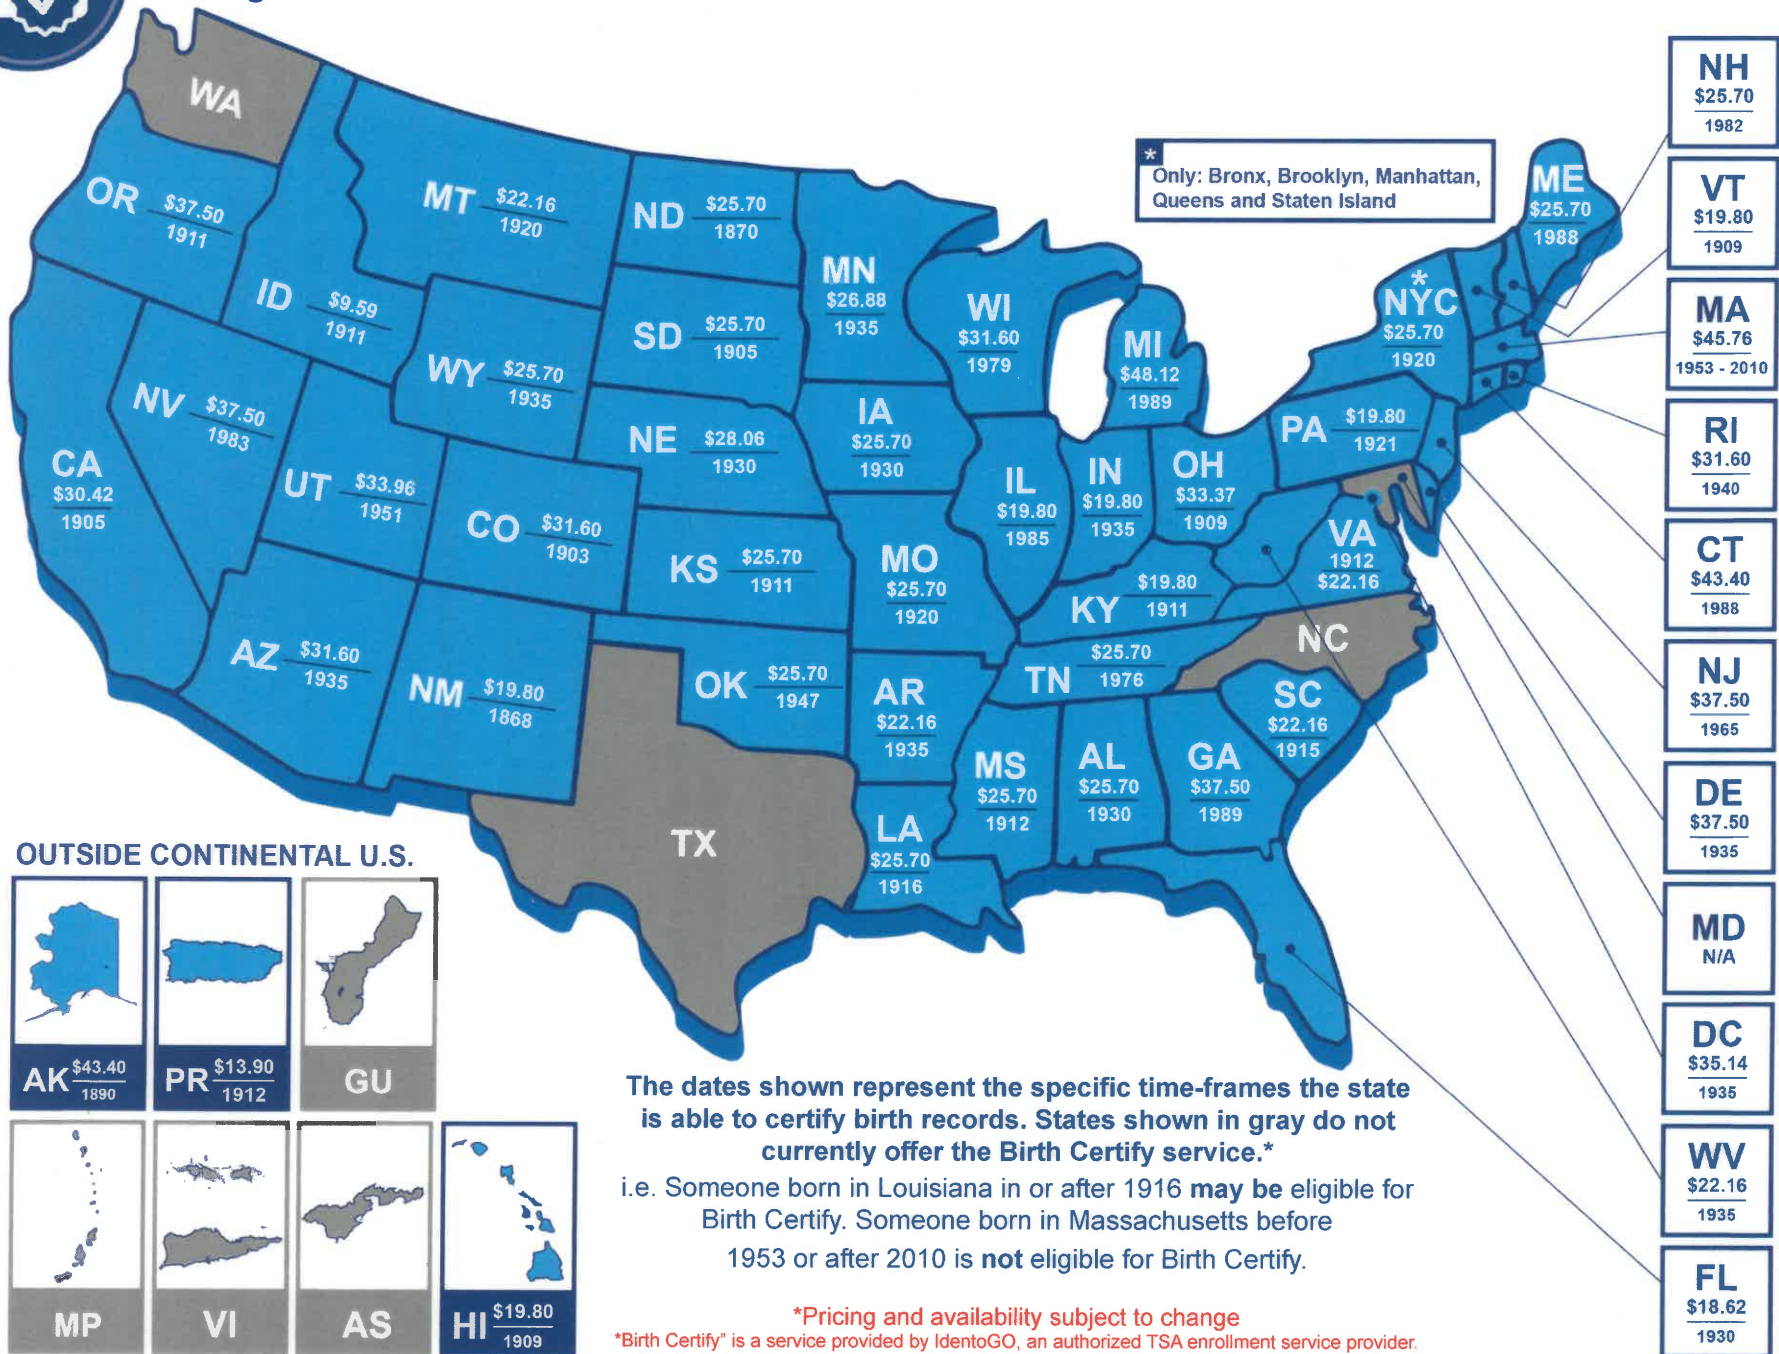 WA
OR $37.50
1911
MT $22.16
1920
ID $9.59
1911
ND $25.70
1870
MN
$26.88
1935
WI
$31.60
1979
SD $25.70
1905
WY $25.70
1935
MI
$48.12
1989
*
Only: Bronx, Brooklyn, Manhattan,
Queens and Staten Island
ME
$25.70
1988
*
NYC
$25.70
1920
NV $37.50
1983
CA
$30.42
1905
UT $33.96
1951
CO $31.60
1903
NE $28.06
1930
IA
$25.70
1930
IL
$19.80
1985
IN
$19.80
1935
OH
$33.37
1909
PA $19.80
1921
VA
1912
$22.16
KS $25.70
1911
MO
$25.70
1920
KY $19.80
1911
NC
AZ $31.60
1935
NM $19.80
1868
OK $25.70
1947
AR
$22.16
1935
TN $25.70
1976
SC
$22.16
1915
MS
$25.70
1912
AL
$25.70
1930
GA
$37.50
1989
TX
LA
$25.70
1916
NH
$25.70
1982
VT
$19.80
1909
MA
$45.76
1953 - 2010
RI
$31.60
1940
CT
$43.40
1988
NJ
$37.50
1965
DE
$37.50
1935
MD
N/A
DC
$35.14
1935
WV
$22.16
1935
FL
$18.62
1930
OUTSIDE CONTINENTAL U.S.
AK $43.40
1890
PR $13.90
1912
GU
MP
VI
AS
HI $19.80
1909
The dates shown represent the specific time-frames the state
is able to certify birth records. States shown in gray do not
currently offer the Birth Certify service.*
i.e. Someone born in Louisiana in or after 1916 may be eligible for
Birth Certify. Someone born in Massachusetts before
1953 or after 2010 is not eligible for Birth Certify.
*Pricing and availability subject to change
*Birth Certify" is a service provided by IdentoGO, an authorized TSA enrollment service provider.